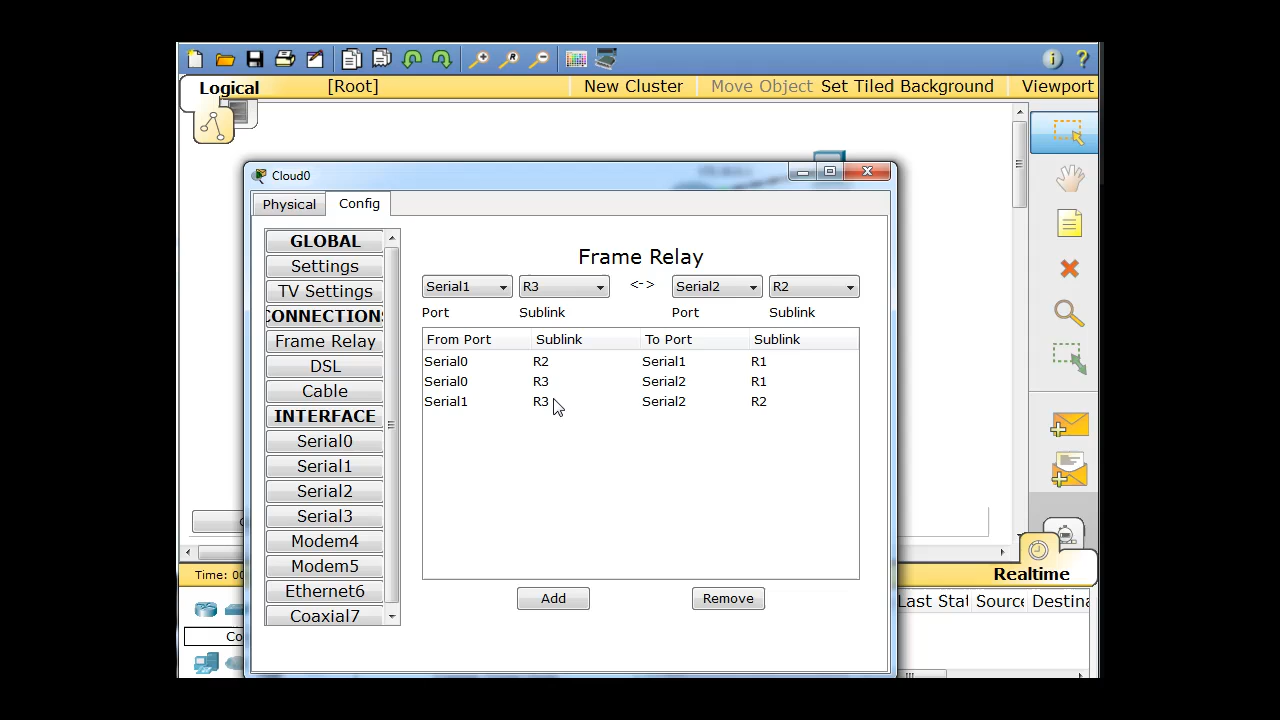 Logical
[Root]
New Cluster
Move Object
Set Tiled Background
Viewport
Cloud0
Physical
Config
GLOBAL
Settings
TV Settings
CONNECTIONS
Frame Relay
DSL
Cable
INTERFACE
Serial0
Serial1
Serial2
Serial3
Modem4
Modem5
Ethernet6
Coaxial7
Frame Relay
Serial1 R3 <-> Serial2 R2
Port Sublink Port Sublink
From Port Sublink To Port Sublink
Serial0 R2 Serial1 R1
Serial0 R3 Serial2 R1
Serial1 R3 Serial2 R2
Add
Remove
Time: 00
Realtime
Last Stat Source Destina
Co